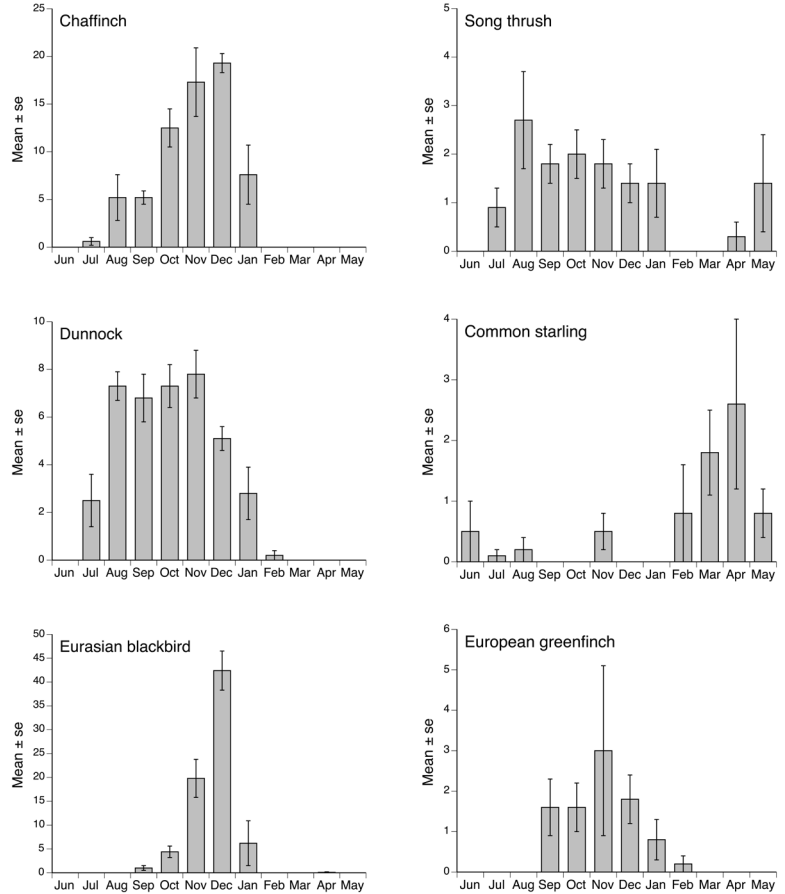 Chaffinch
25
20
15
10
5
0
Mean ± se
Jun Jul Aug Sep Oct Nov Dec Jan Feb Mar Apr May
Song thrush
5
4
3
2
1
0
Mean ± se
Jun Jul Aug Sep Oct Nov Dec Jan Feb Mar Apr May
Dunnock
10
8
6
4
2
0
Mean ± se
Jun Jul Aug Sep Oct Nov Dec Jan Feb Mar Apr May
Common starling
4
3
2
1
0
Mean ± se
Jun Jul Aug Sep Oct Nov Dec Jan Feb Mar Apr May
Eurasian blackbird
50
45
40
35
30
25
20
15
10
5
0
Mean ± se
Jun Jul Aug Sep Oct Nov Dec Jan Feb Mar Apr May
European greenfinch
6
5
4
3
2
1
0
Mean ± se
Jun Jul Aug Sep Oct Nov Dec Jan Feb Mar Apr May